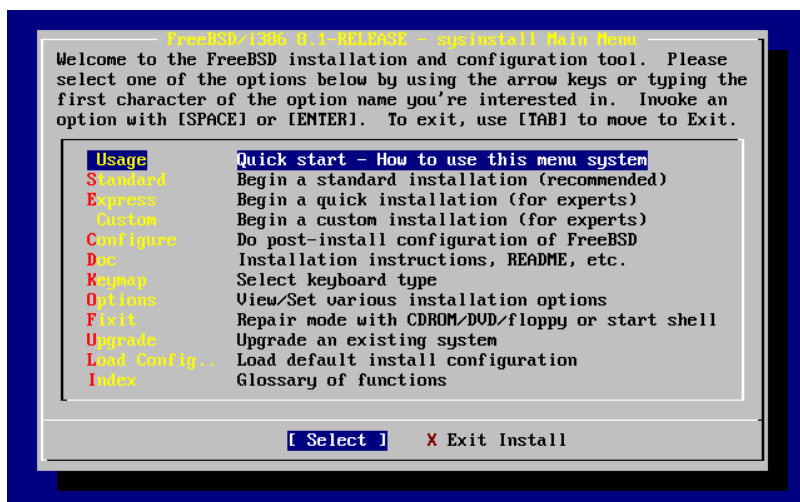 FreeBSD/i386 8.1-RELEASE - sysinstall Main Menu
Welcome to the FreeBSD installation and configuration tool.  Please
select one of the options below by using the arrow keys or typing the
first character of the option name you're interested in.  Invoke an
option with [SPACE] or [ENTER].  To exit, use [TAB] to move to Exit.
Usage Quick start - How to use this menu system
Standard Begin a standard installation (recommended)
Express Begin a quick installation (for experts)
Custom Begin a custom installation (for experts)
Configure Do post-install configuration of FreeBSD
Doc Installation instructions, README, etc.
Keymap Select keyboard type
Options View/Set various installation options
Fixit Repair mode with CDROM/DVD/floppy or start shell
Upgrade Upgrade an existing system
Load Config.. Load default install configuration
Index Glossary of functions
[ Select ] X Exit Install